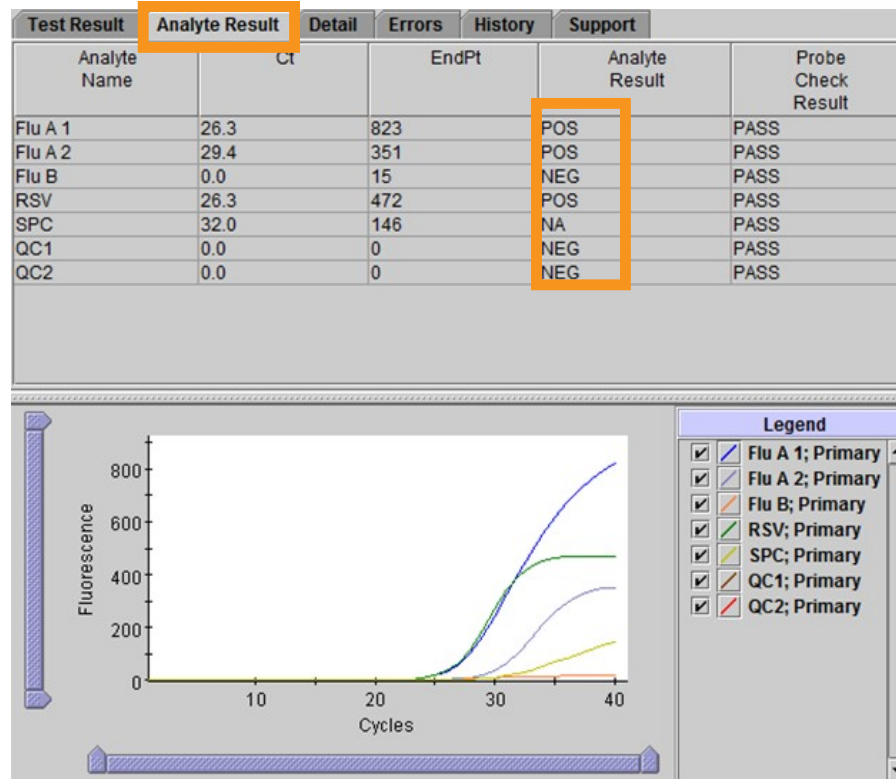 Test Result Analyte Result Detail Errors History Support
Analyte Name Ct EndPt Analyte Result Probe Check Result
Flu A 1 26.3 823 POS PASS
Flu A 2 29.4 351 POS PASS
Flu B 0.0 15 NEG PASS
RSV 26.3 472 POS PASS
SPC 32.0 146 NA PASS
QC1 0.0 0 NEG PASS
QC2 0.0 0 NEG PASS
Fluorescence
800
600
400
200
0
10 20 30 40
Cycles
Legend
Flu A 1; Primary
Flu A 2; Primary
Flu B; Primary
RSV; Primary
SPC; Primary
QC1; Primary
QC2; Primary